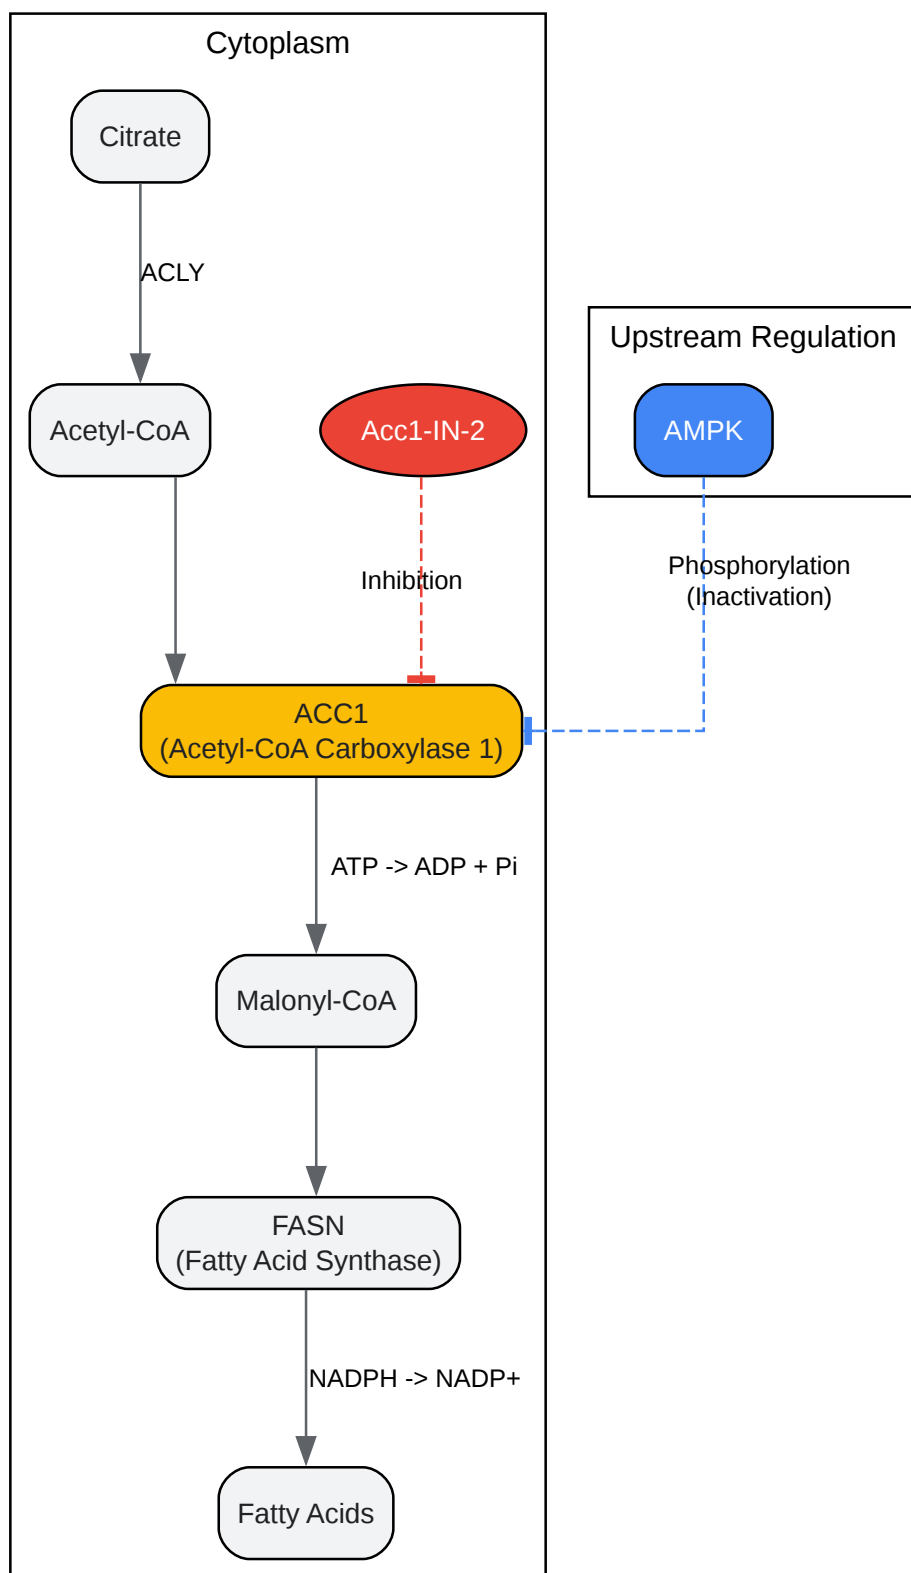 Cytoplasm
Citrate
ACLY
Upstream Regulation
Acetyl-CoA
Acc1-IN-2
AMPK
Inhibition
Phosphorylation
(Inactivation)
ACC1
(Acetyl-CoA Carboxylase 1)
ATP -> ADP + Pi
Malonyl-CoA
FASN
(Fatty Acid Synthase)
NADPH -> NADP+
Fatty Acids